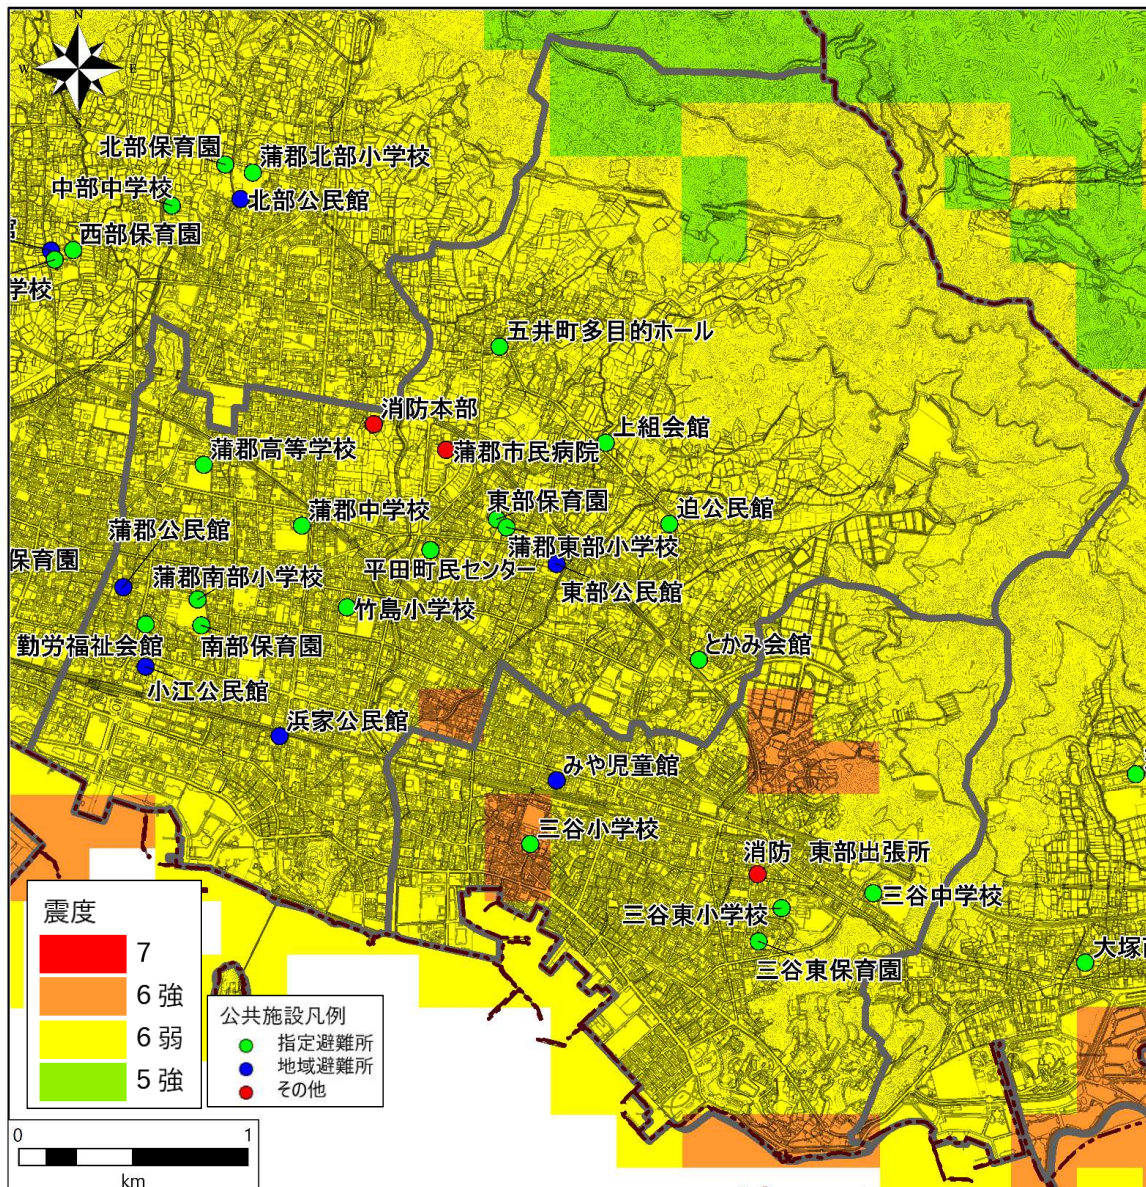 N
W
E
S
北部保育園
蒲郡北部小学校
中部中学校
北部公民館
西部保育園
学校
五井町多目的ホール
消防本部
上組会館
蒲郡高等学校
蒲郡市民病院
東部保育園
蒲郡公民館
蒲郡中学校
迫公民館
蒲郡東部小学校
保育園
平田町民センター
蒲郡南部小学校
東部公民館
竹島小学校
勤労福祉会館
南部保育園
とかみ会館
小江公民館
浜家公民館
みや児童館
三谷小学校
消防 東部出張所
三谷中学校
三谷東小学校
三谷東保育園
大塚
震度
7
6強
6弱
5強
公共施設凡例
指定避難所
地域避難所
その他
0 1
km